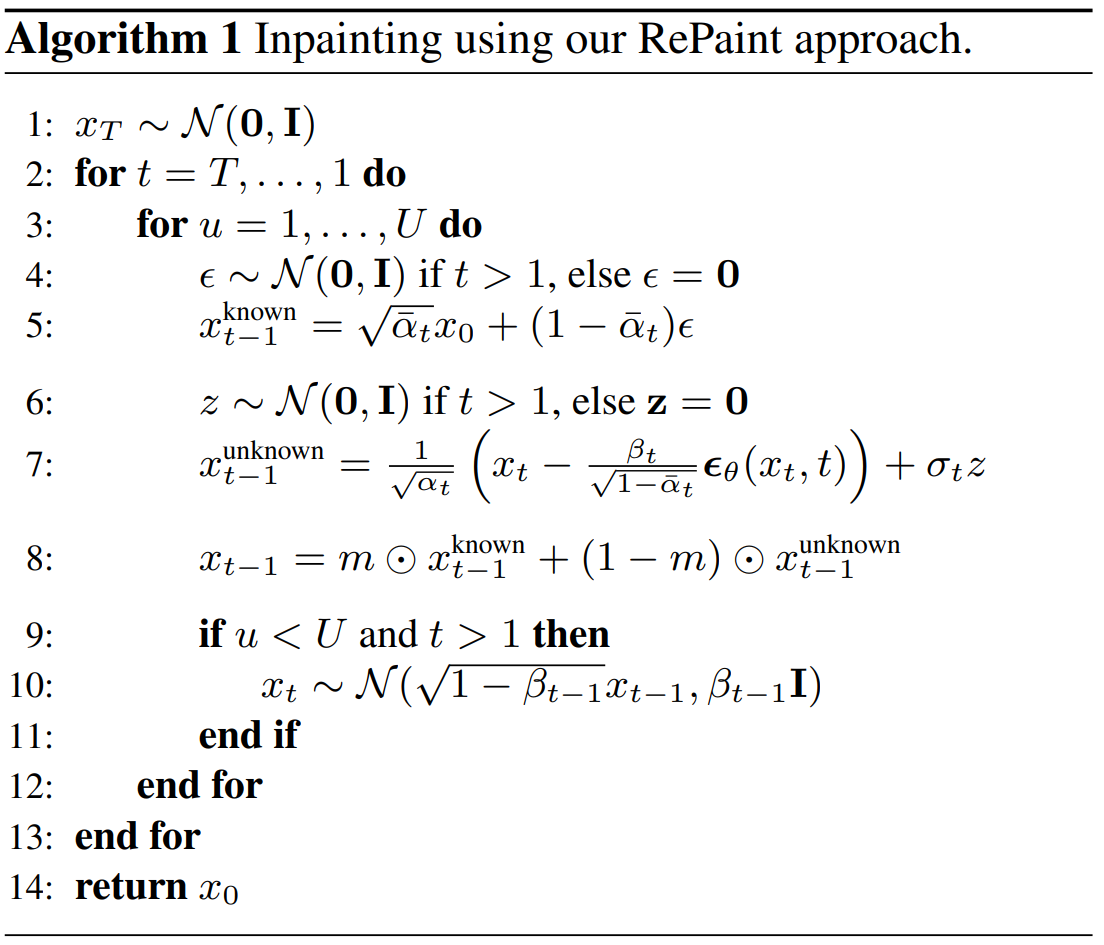 Algorithm 1 Inpainting using our RePaint approach.
1: $x_T \sim \mathcal{N}(\mathbf{0}, \mathbf{I})$
2: for $t = T, \ldots, 1$ do
3: for $u = 1, \ldots, U$ do
4: $\epsilon \sim \mathcal{N}(\mathbf{0}, \mathbf{I})$ if $t > 1$, else $\epsilon = \mathbf{0}$
5: $x_{t-1}^{\text{known}} = \sqrt{\bar{\alpha}_t} x_0 + (1 - \bar{\alpha}_t)\epsilon$
6: $z \sim \mathcal{N}(\mathbf{0}, \mathbf{I})$ if $t > 1$, else $\mathbf{z} = \mathbf{0}$
7: $x_{t-1}^{\text{unknown}} = \frac{1}{\sqrt{\alpha_t}} \left( x_t - \frac{\beta_t}{\sqrt{1-\bar{\alpha}_t}} \boldsymbol{\epsilon}_\theta(x_t, t) \right) + \sigma_t z$
8: $x_{t-1} = m \odot x_{t-1}^{\text{known}} + (1 - m) \odot x_{t-1}^{\text{unknown}}$
9: if $u < U$ and $t > 1$ then
10: $x_t \sim \mathcal{N}(\sqrt{1 - \beta_{t-1}} x_{t-1}, \beta_{t-1}\mathbf{I})$
11: end if
12: end for
13: end for
14: return $x_0$